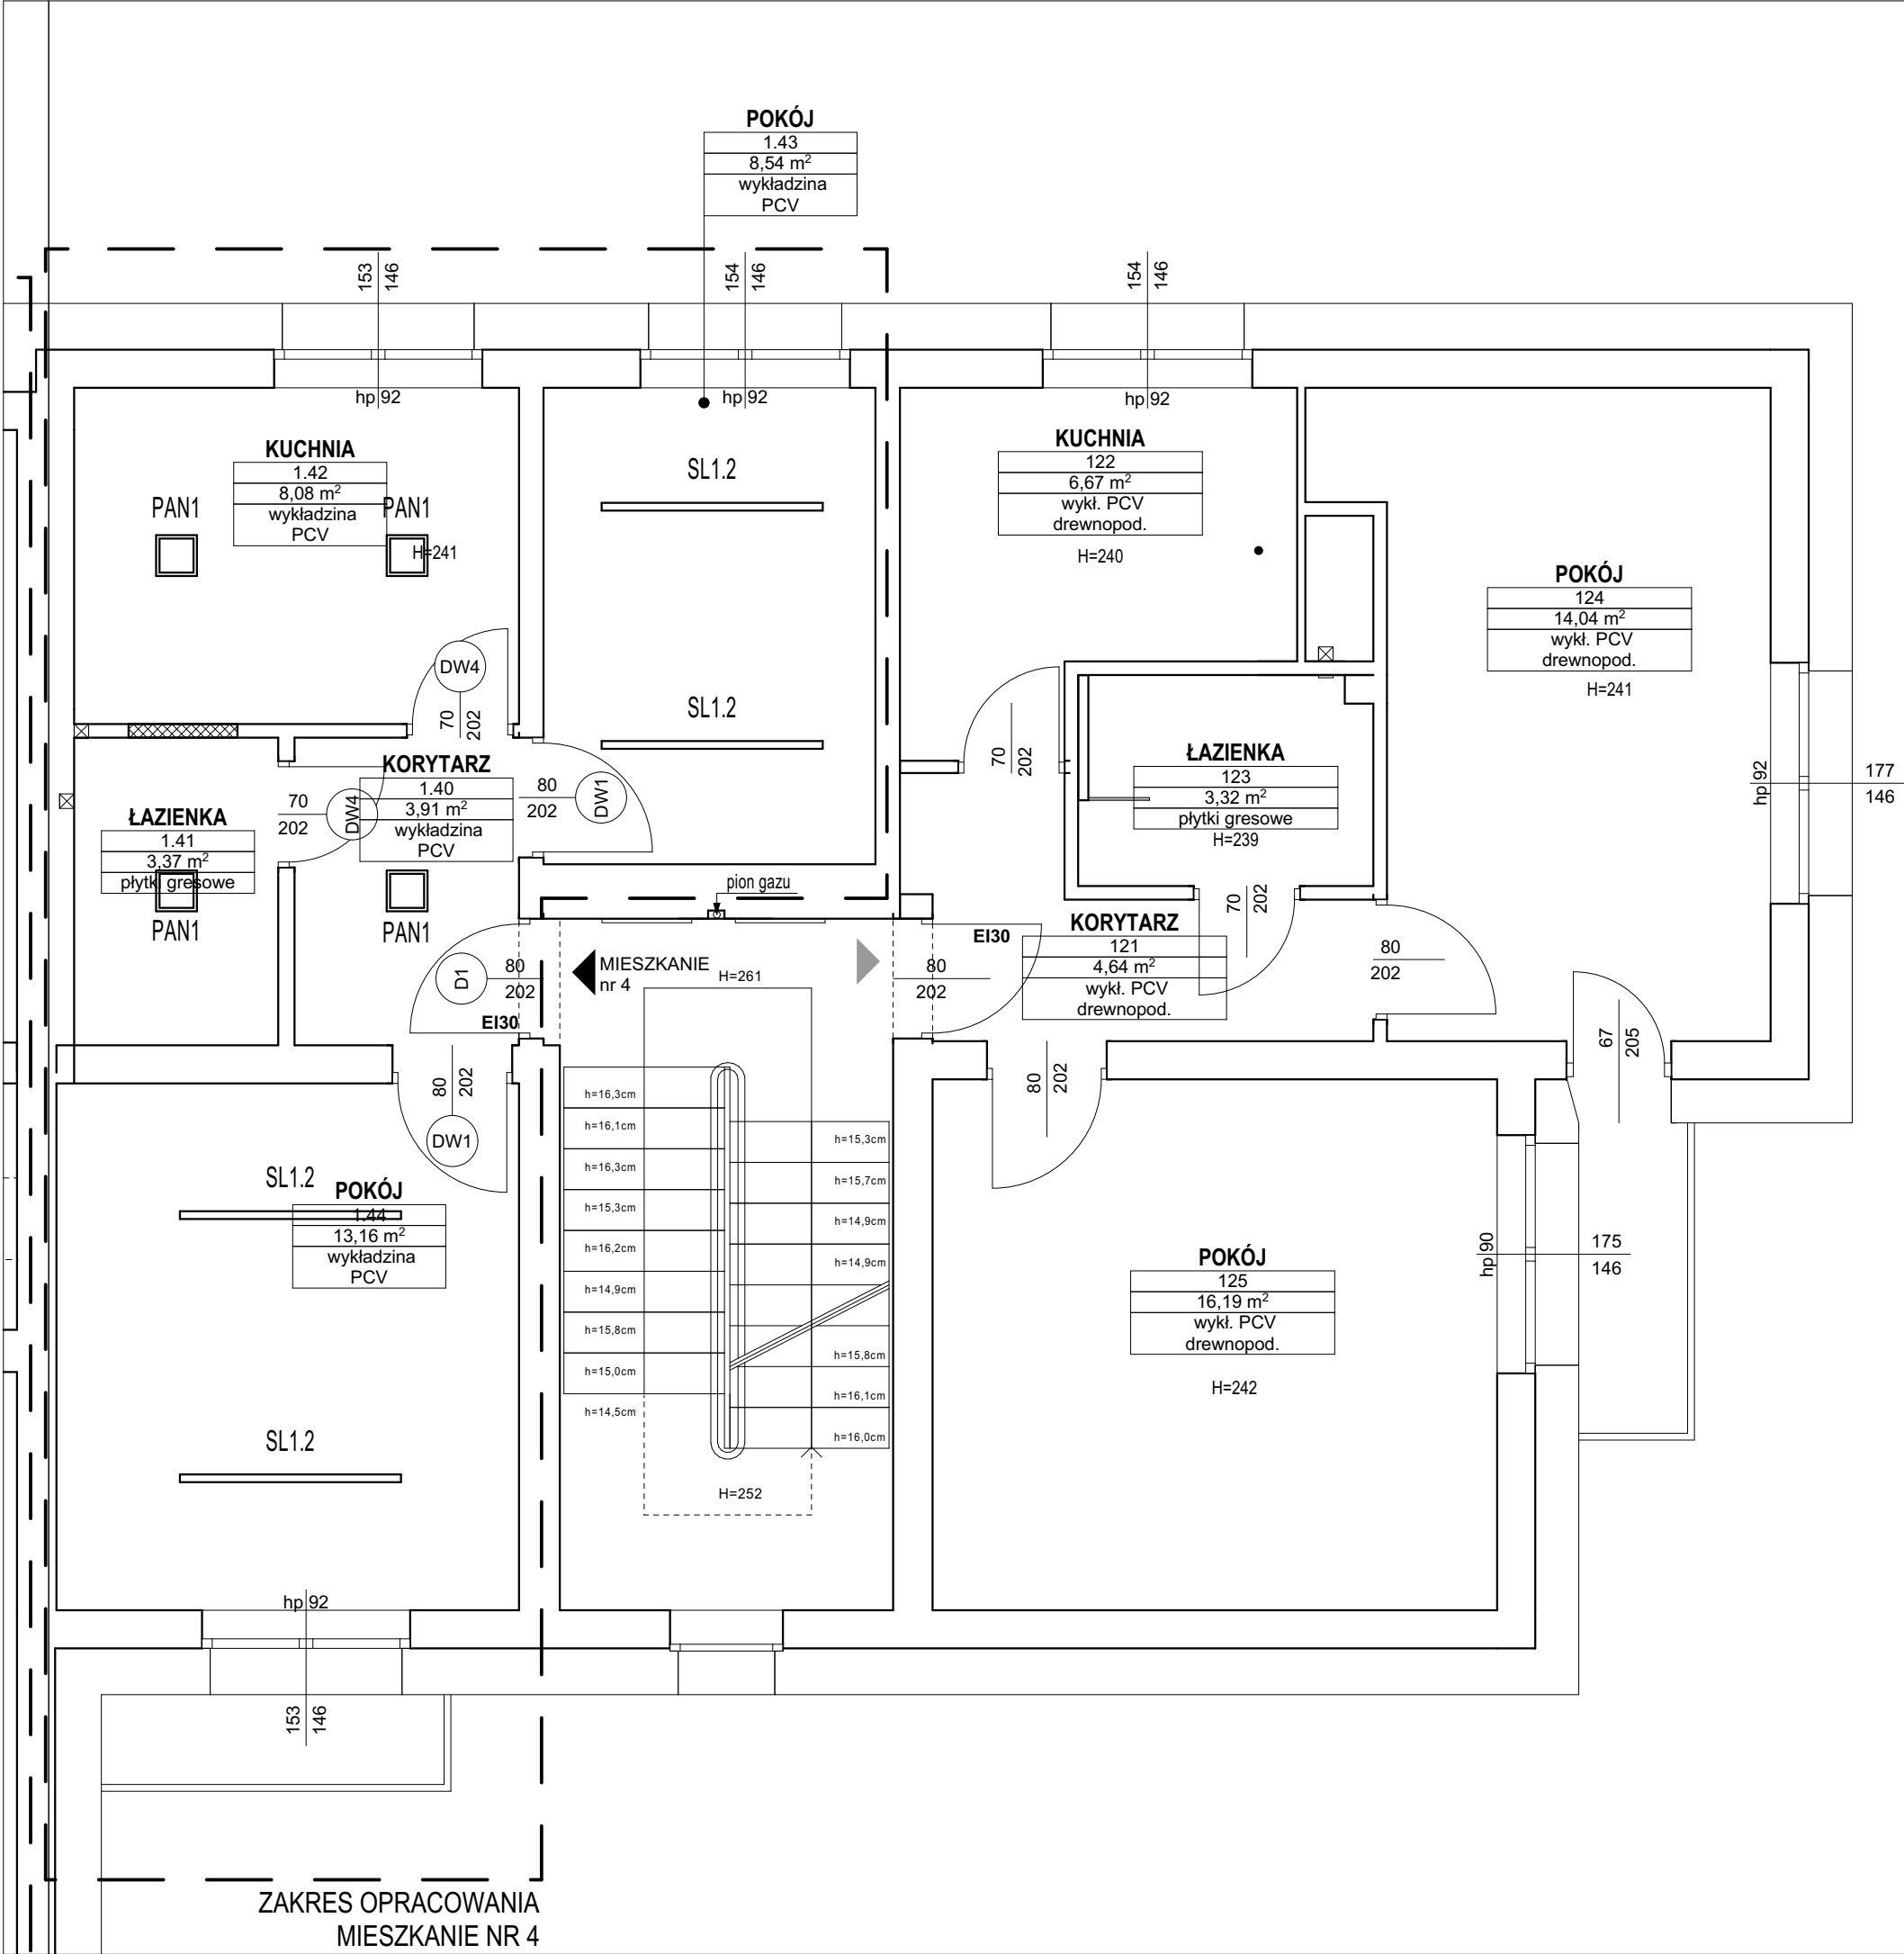 POKÓJ
1.43
8,54 m²
wykładzina
PCV
153
146
154
146
154
146
hp 92
hp 92
hp 92
KUCHNIA
1.42
8,08 m²
wykładzina
PCV
PAN1
PAN1
H=241
SL1.2
SL1.2
KUCHNIA
122
6,67 m²
wykł. PCV
drewnopod.
H=240
POKÓJ
124
14,04 m²
wykł. PCV
drewnopod.
H=241
DW4
70
202
KORYTARZ
1.40
3,91 m²
wykładzina
PCV
70
202
DW4
80
202
DW1
ŁAZIENKA
1.41
3,37 m²
płytki gresowe
PAN1
PAN1
70
202
ŁAZIENKA
123
3,32 m²
płytki gresowe
H=239
hp 92
177
146
pion gazu
70
202
KORYTARZ
121
4,64 m²
wykł. PCV
drewnopod.
EI30
80
202
80
202
D1
80
202
EI30
MIESZKANIE
nr 4
H=261
67
205
80
202
DW1
80
202
h=16,3cm
h=16,1cm
h=16,3cm
h=15,3cm
h=16,2cm
h=14,9cm
h=15,8cm
h=15,0cm
h=14,5cm
h=15,3cm
h=15,7cm
h=14,9cm
h=14,9cm
h=15,8cm
h=16,1cm
h=16,0cm
H=252
SL1.2
POKÓJ
1.44
13,16 m²
wykładzina
PCV
SL1.2
POKÓJ
125
16,19 m²
wykł. PCV
drewnopod.
H=242
hp 90
175
146
hp 92
153
146
ZAKRES OPRACOWANIA
MIESZKANIE NR 4